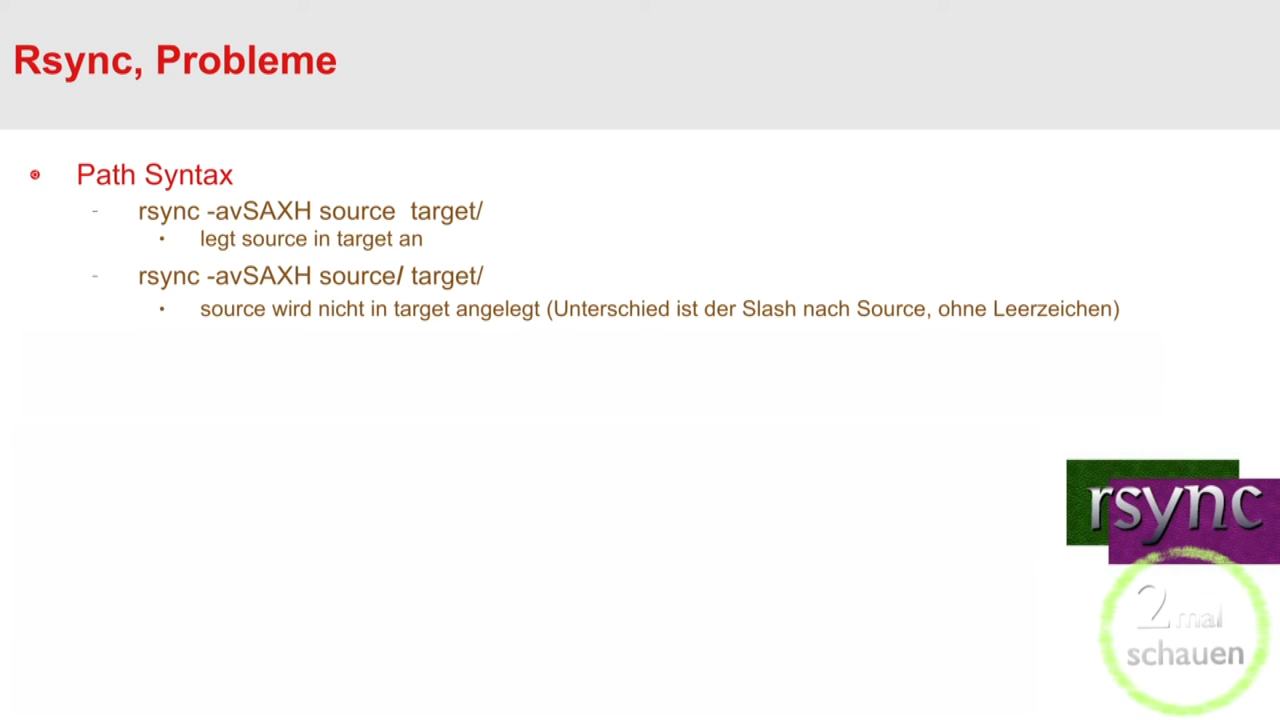 Rsync, Probleme
Path Syntax
- rsync -avSAXH source  target/
• legt source in target an
- rsync -avSAXH source/ target/
• source wird nicht in target angelegt (Unterschied ist der Slash nach Source, ohne Leerzeichen)
rsync
2 mal
schauen